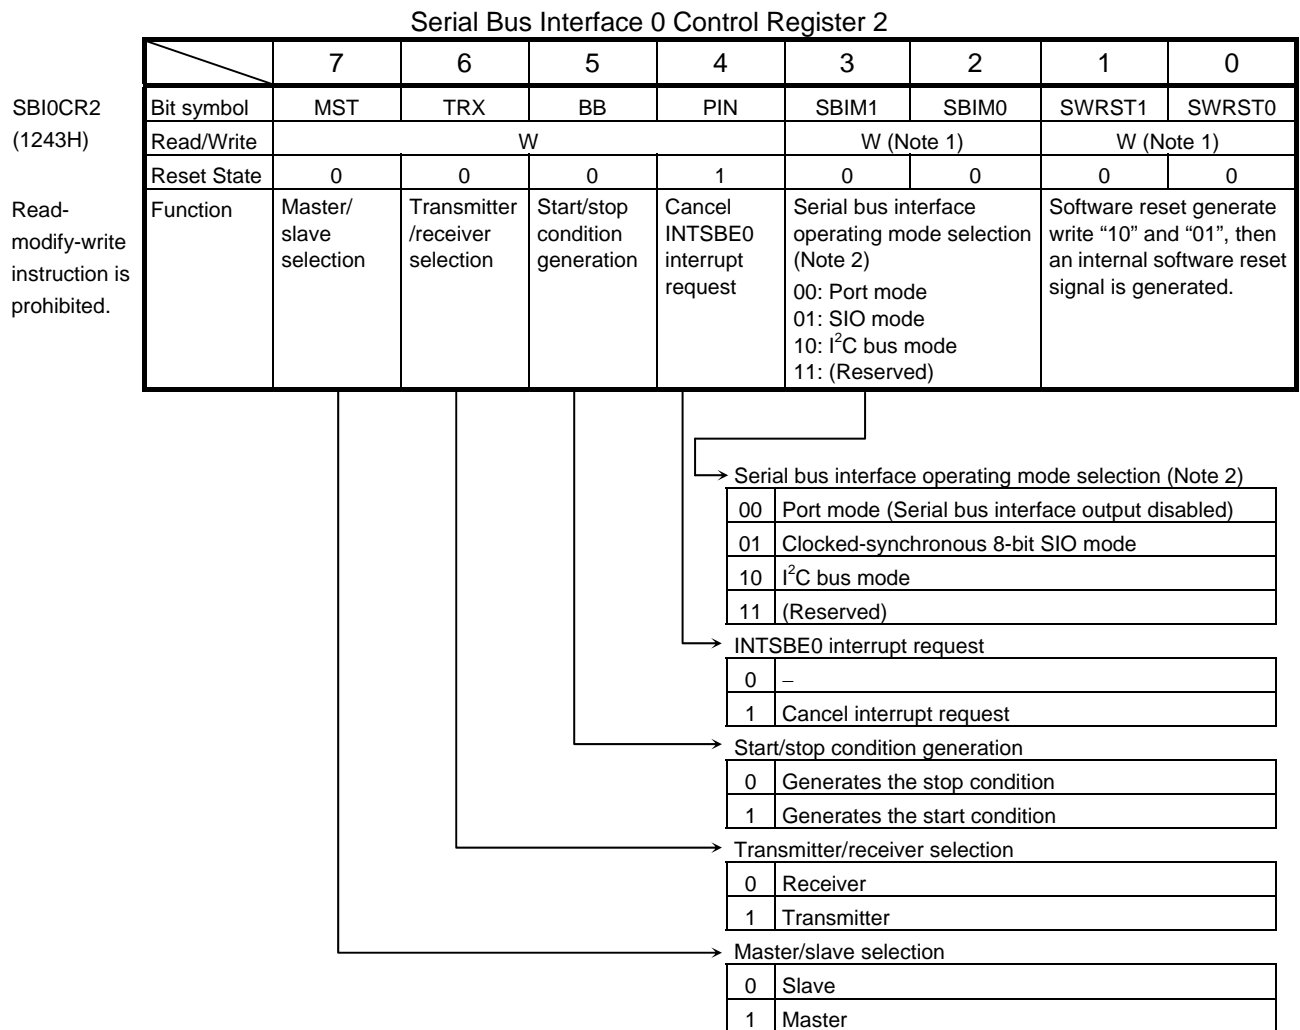 Serial Bus Interface 0 Control Register 2
7 6 5 4 3 2 1 0
SBI0CR2 (1243H)
Bit symbol MST TRX BB PIN SBIM1 SBIM0 SWRST1 SWRST0
Read/Write W W (Note 1) W (Note 1)
Reset State 0 0 0 1 0 0 0 0
Read-
modify-write
instruction is
prohibited.
Function
Master/
slave
selection
Transmitter
/receiver
selection
Start/stop
condition
generation
Cancel
INTSBE0
interrupt
request
Serial bus interface
operating mode selection
(Note 2)
00: Port mode
01: SIO mode
10: I²C bus mode
11: (Reserved)
Software reset generate
write “10” and “01”, then
an internal software reset
signal is generated.
Serial bus interface operating mode selection (Note 2)
00 Port mode (Serial bus interface output disabled)
01 Clocked-synchronous 8-bit SIO mode
10 I²C bus mode
11 (Reserved)
INTSBE0 interrupt request
0 –
1 Cancel interrupt request
Start/stop condition generation
0 Generates the stop condition
1 Generates the start condition
Transmitter/receiver selection
0 Receiver
1 Transmitter
Master/slave selection
0 Slave
1 Master